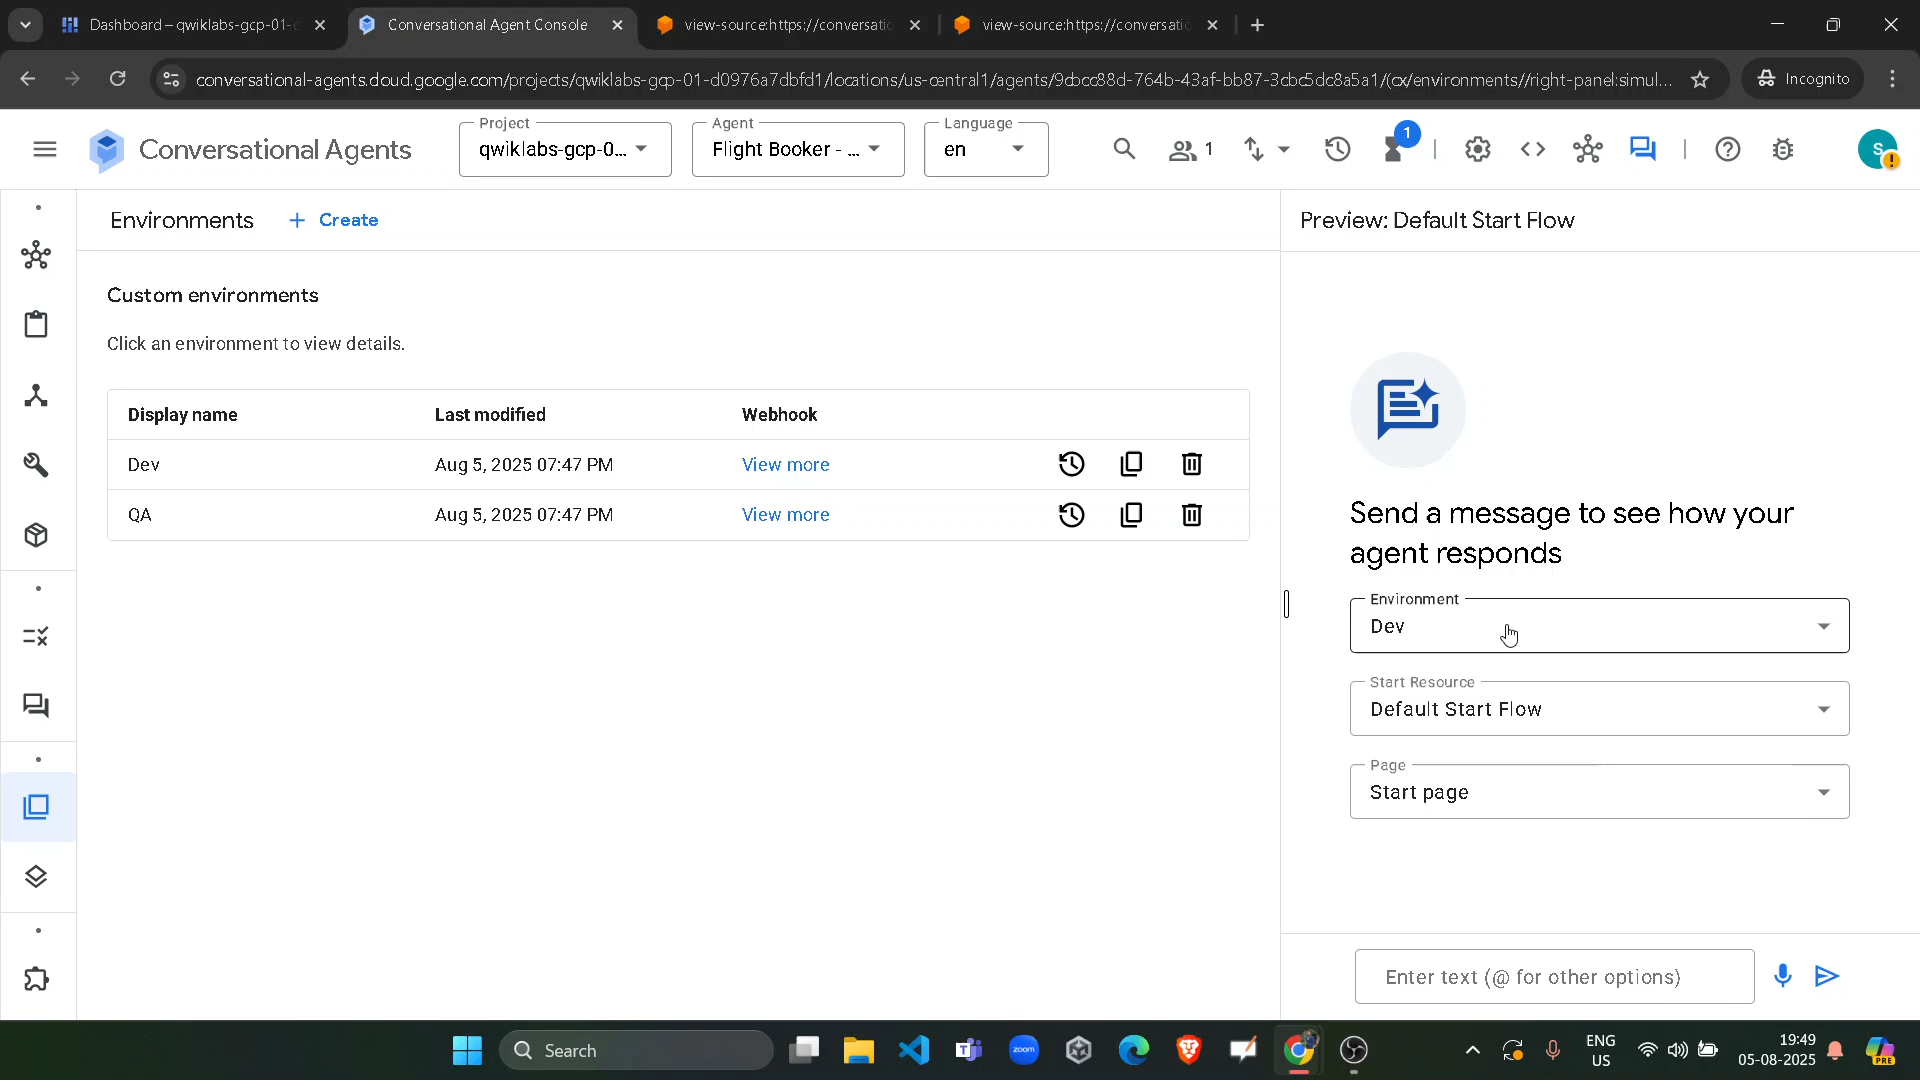 Dashboard – qwiklabs-gcp-01-
Conversational Agent Console
view-source:https://conversatio
view-source:https://conversatio
conversational-agents.cloud.google.com/projects/qwiklabs-gcp-01-d0976a7dbfd1/locations/us-central1/agents/9cbcc88d-764b-43af-bb87-3cbc5dc8a5a1/(cx/environments//right-panel:simul...
Incognito
Conversational Agents
Project
qwiklabs-gcp-0...
Agent
Flight Booker - ...
Language
en
1
1
S
Environments
Create
Preview: Default Start Flow
Custom environments
Click an environment to view details.
Display name Last modified Webhook
Dev Aug 5, 2025 07:47 PM View more
QA Aug 5, 2025 07:47 PM View more
Send a message to see how your
agent responds
Environment
Dev
Start Resource
Default Start Flow
Page
Start page
Enter text (@ for other options)
Search
zoom
ENG
US
19:49
05-08-2025
PRE